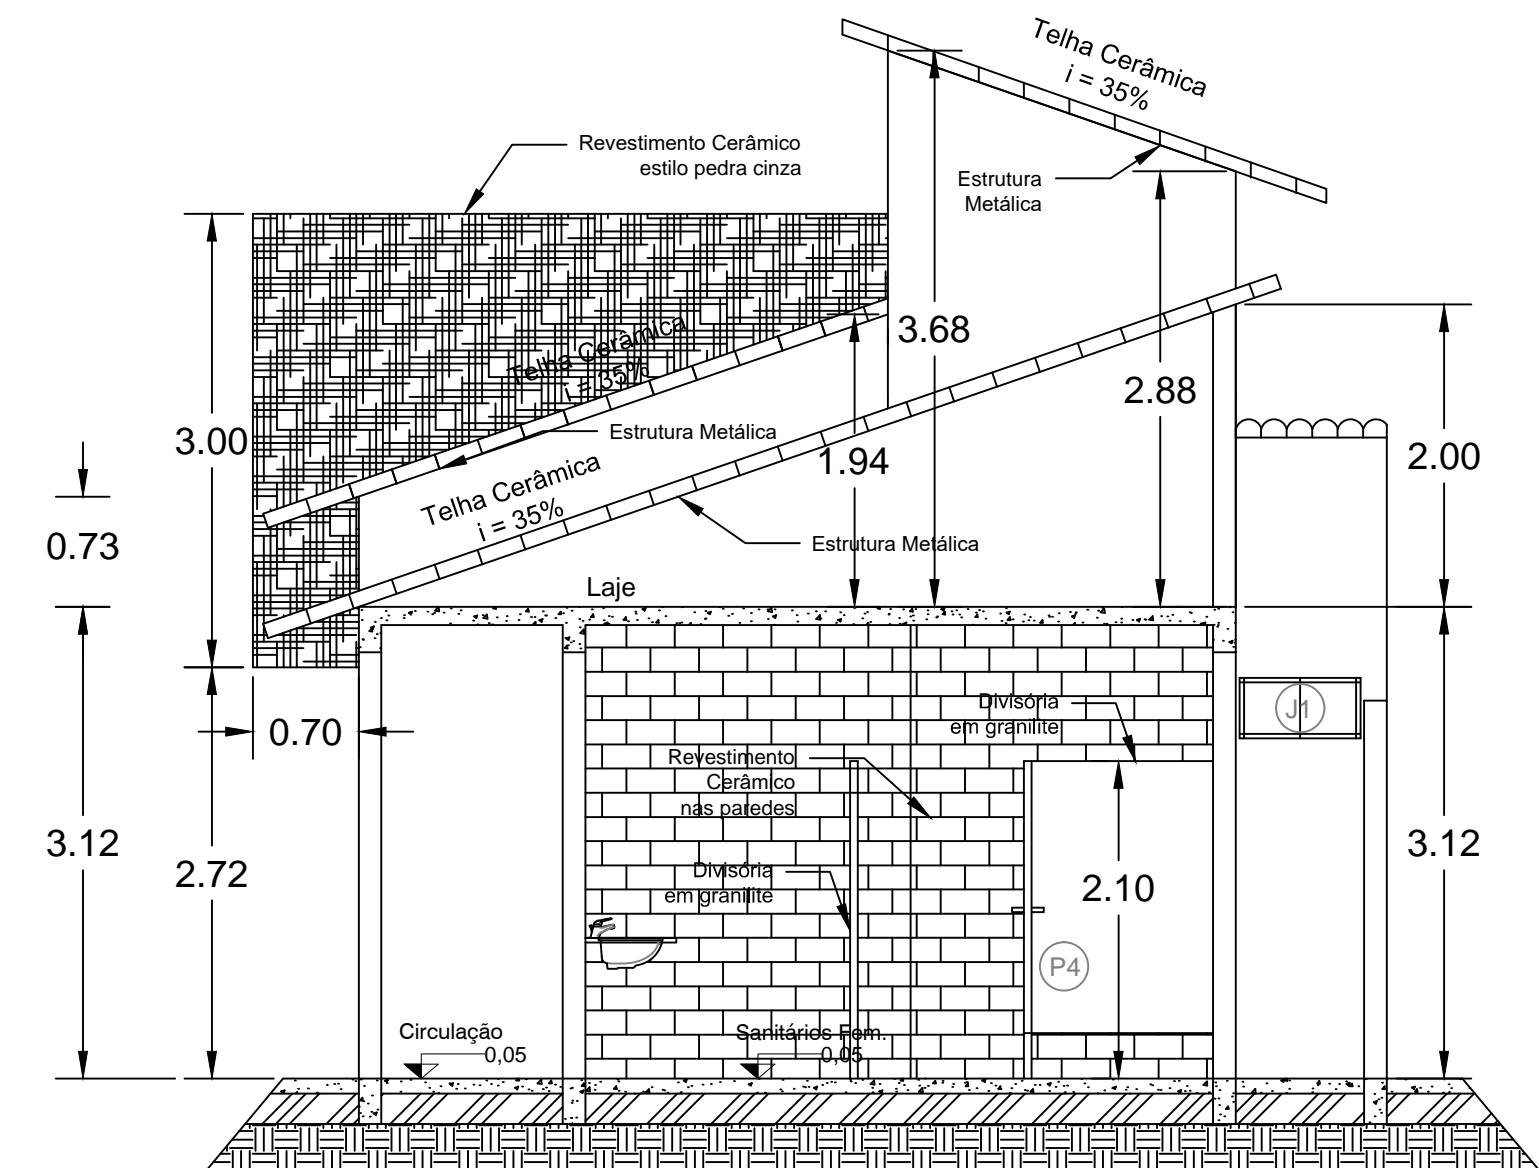 Telha Cerâmica
i = 35%
Revestimento Cerâmico
estilo pedra cinza
Estrutura
Metálica
Telha Cerâmica
i = 35%
3.68
2.88
3.00
Estrutura Metálica
1.94
2.00
Telha Cerâmica
i = 35%
0.73
Estrutura Metálica
Laje
Divisória
em granilite
J1
0.70
Revestimento
Cerâmico
nas paredes
3.12
2.72
Divisória
em granilite
2.10
3.12
P4
Circulação
0,05
Sanitários Fem.
0,05